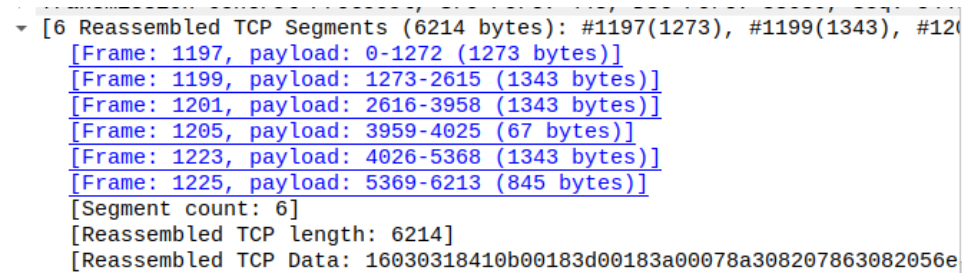 [6 Reassembled TCP Segments (6214 bytes): #1197(1273), #1199(1343),
[Frame: 1197, payload: 0-1272 (1273 bytes)]
[Frame: 1199, payload: 1273-2615 (1343 bytes)]
[Frame: 1201, payload: 2616-3958 (1343 bytes)]
[Frame: 1205, payload: 3959-4025 (67 bytes)]
[Frame: 1223, payload: 4026-5368 (1343 bytes)]
[Frame: 1225, payload: 5369-6213 (845 bytes)]
[Segment count: 6]
[Reassembled TCP length: 6214]
[Reassembled TCP Data: 16030318410b00183d00183a00078a308207863082056e